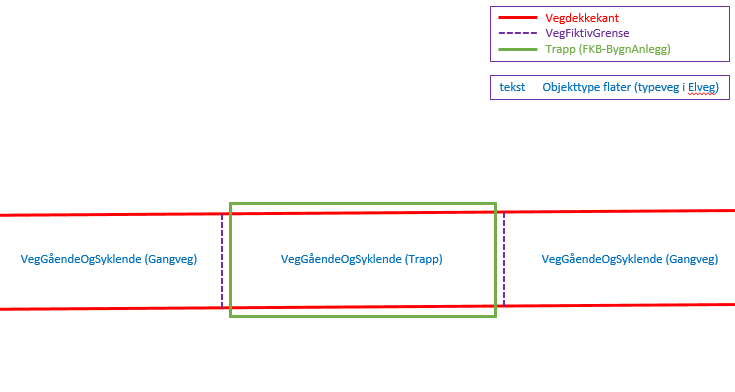 Vegdekkekant
VegFiktivGrense
Trapp (FKB-BygnAnlegg)
tekst Objekttype flater (typeveg i Elveg)
VegGåendeOgSyklende (Gangveg) VegGåendeOgSyklende (Trapp) VegGåendeOgSyklende (Gangveg)